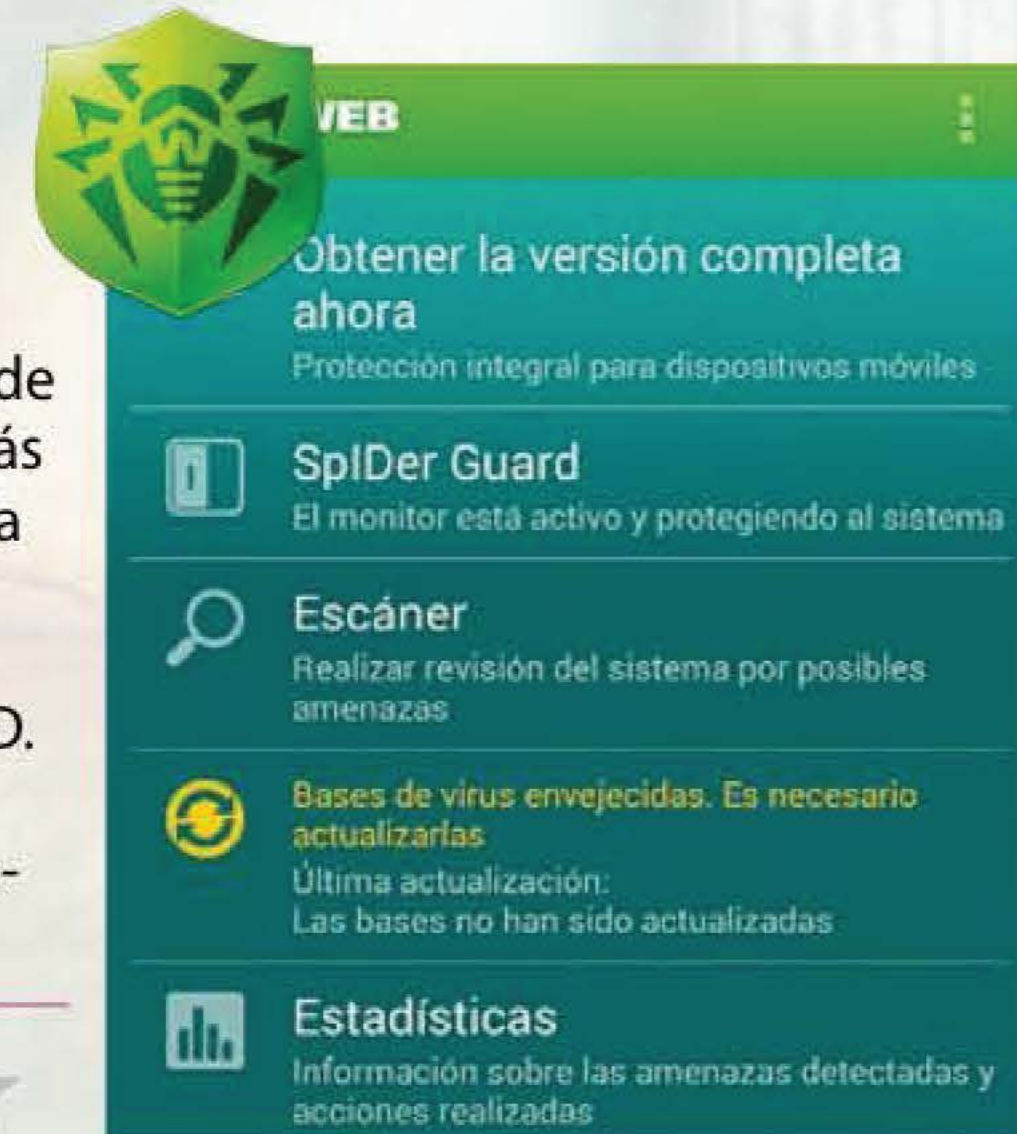 de
ás
a
D.
-
WEB
Obtener la versión completa
ahora
Protección integral para dispositivos móviles
SpIDer Guard
El monitor está activo y protegiendo al sistema
Escáner
Realizar revisión del sistema por posibles
amenazas
Bases de virus envejecidas. Es necesario
actualizarlas
Última actualización:
Las bases no han sido actualizadas
Estadísticas
Información sobre las amenazas detectadas y
acciones realizadas